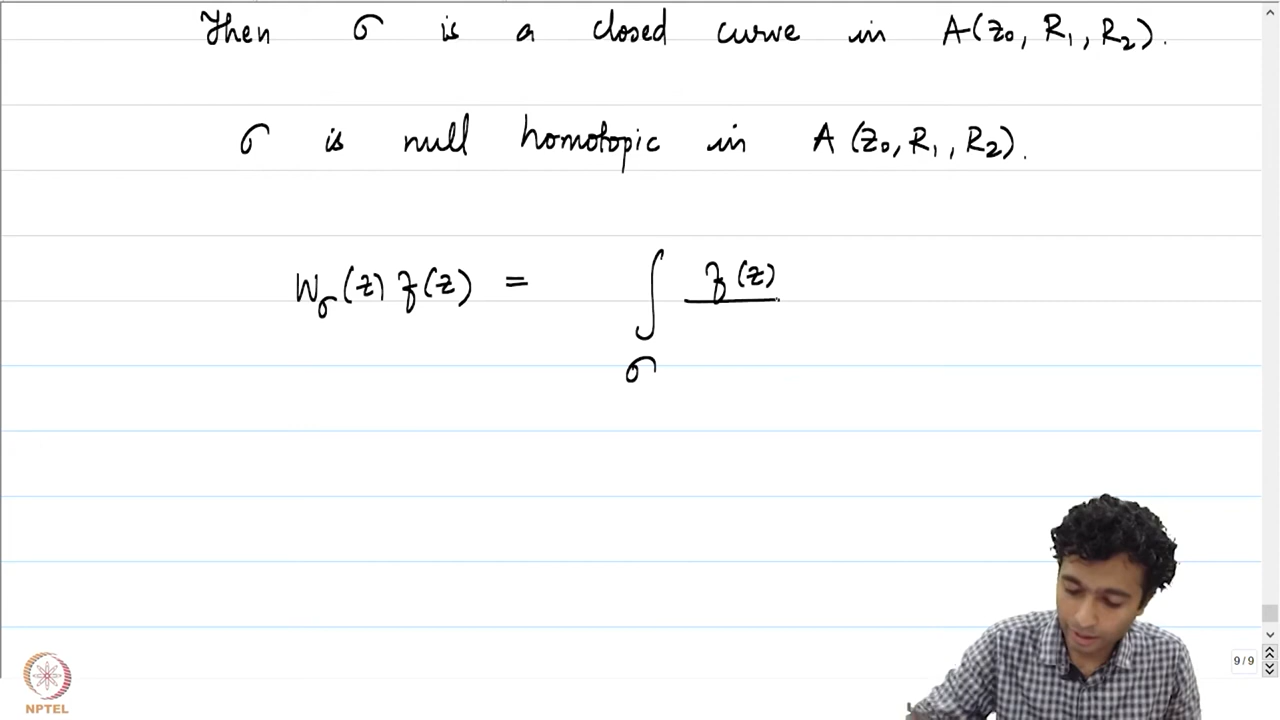 Then σ is a closed curve in A(z₀, R₁, R₂).
σ is null homotopic in A(z₀, R₁, R₂).
W_σ(z) f(z) = ∫_σ f(z)
9/9
NPTEL